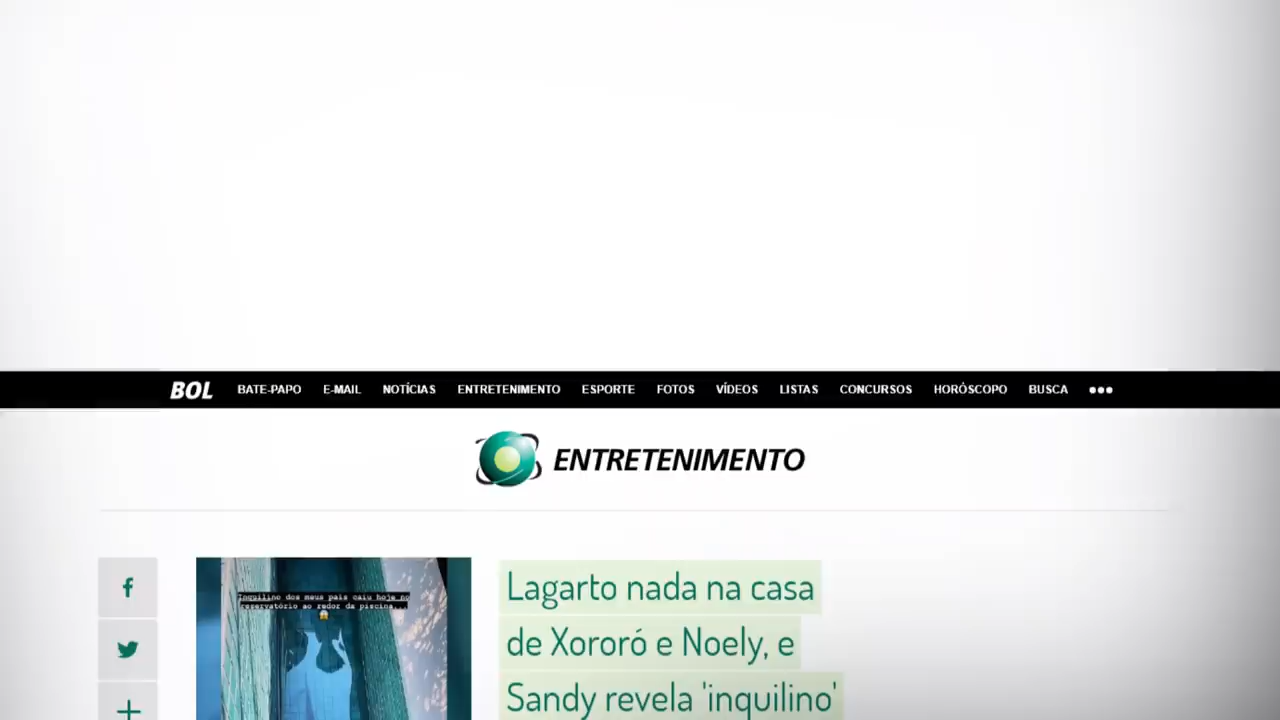 BOL BATE-PAPO E-MAIL NOTÍCIAS ENTRETENIMENTO ESPORTE FOTOS VÍDEOS LISTAS CONCURSOS HORÓSCOPO BUSCA
ENTRETENIMENTO
Inquilino dos meus pais caiu hoje no
reservatório ao redor da piscina...
Lagarto nada na casa
de Xororó e Noely, e
Sandy revela 'inquilino'